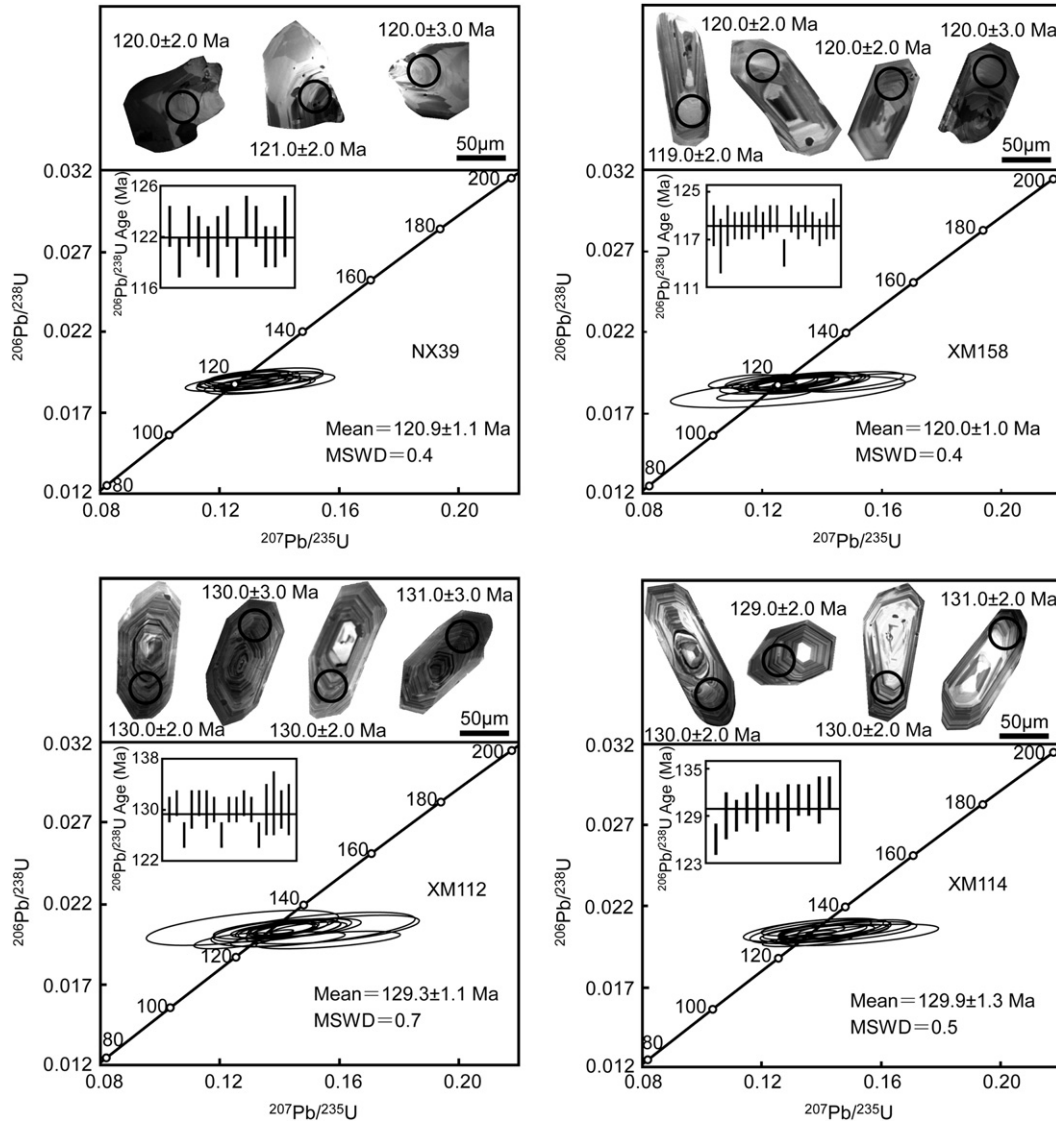 120.0±2.0 Ma
120.0±3.0 Ma
121.0±2.0 Ma
50μm
0.032
0.027
0.022
0.017
0.012
206Pb/238U
126
122
116
206Pb/238U Age (Ma)
200
180
160
140
120
100
80
NX39
Mean＝120.9±1.1 Ma
MSWD＝0.4
0.08 0.12 0.16 0.20
207Pb/235U
120.0±3.0 Ma
120.0±2.0 Ma
120.0±2.0 Ma
119.0±2.0 Ma
50μm
0.032
0.027
0.022
0.017
0.012
206Pb/238U
125
117
111
206Pb/238U Age (Ma)
200
180
160
140
120
100
80
XM158
Mean＝120.0±1.0 Ma
MSWD＝0.4
0.08 0.12 0.16 0.20
207Pb/235U
130.0±3.0 Ma
131.0±3.0 Ma
130.0±2.0 Ma
130.0±2.0 Ma
50μm
0.032
0.027
0.022
0.017
0.012
206Pb/238U
138
130
122
206Pb/238U Age (Ma)
200
180
160
140
120
100
80
XM112
Mean＝129.3±1.1 Ma
MSWD＝0.7
0.08 0.12 0.16 0.20
207Pb/235U
129.0±2.0 Ma
131.0±2.0 Ma
130.0±2.0 Ma
130.0±2.0 Ma
50μm
0.032
0.027
0.022
0.017
0.012
206Pb/238U
135
129
123
206Pb/238U Age (Ma)
200
180
160
140
120
100
80
XM114
Mean＝129.9±1.3 Ma
MSWD＝0.5
0.08 0.12 0.16 0.20
207Pb/235U